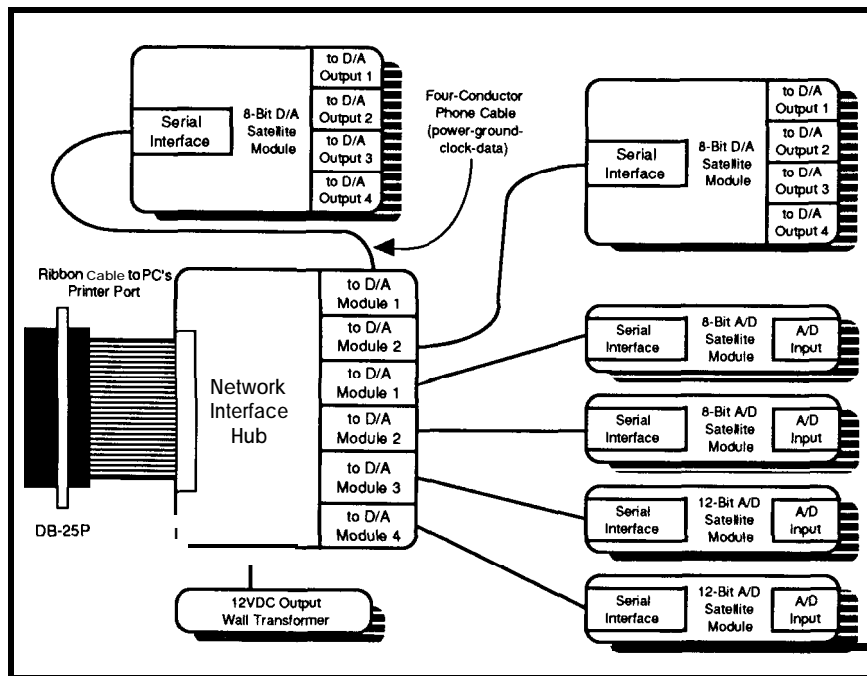 to D/A
Output 1
to D/A
Output 2
to D/A
Output 3
to D/A
Output 4
Serial
Interface
8-Bit D/A
Satellite
Module
Four-Conductor
Phone Cable
(power-ground-
clock-data)
Serial
Interface
8-Bit D/A
Satellite
Module
to D/A
Output 1
to D/A
Output 2
to D/A
Output 3
to D/A
Output 4
Ribbon Cable to PC's
Printer Port
DB-25P
Network
Interface
Hub
to D/A
Module 1
to D/A
Module 2
to D/A
Module 1
to D/A
Module 2
to D/A
Module 3
to D/A
Module 4
12VDC Output
Wall Transformer
Serial
Interface
8-Bit A/D
Satellite
Module
A/D
Input
Serial
Interface
8-Bit A/D
Satellite
Module
A/D
Input
Serial
Interface
12-Bit A/D
Satellite
Module
A/D
Input
Serial
Interface
12-Bit A/D
Satellite
Module
A/D
Input